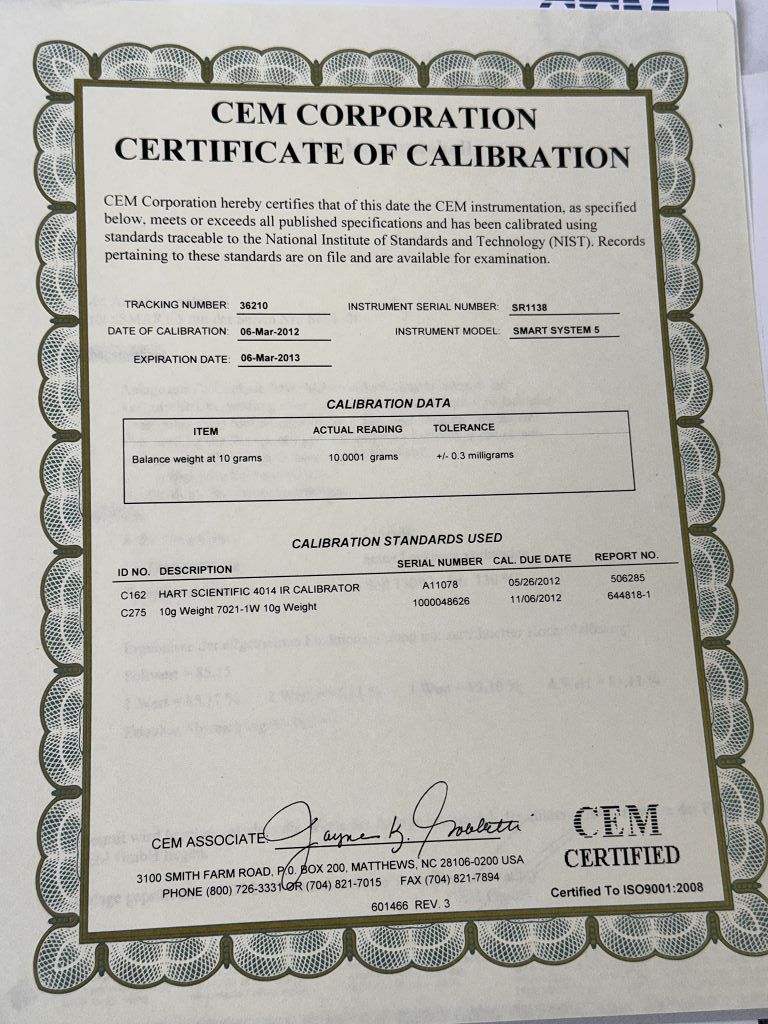 CEM CORPORATION
CERTIFICATE OF CALIBRATION
CEM Corporation hereby certifies that of this date the CEM instrumentation, as specified
below, meets or exceeds all published specifications and has been calibrated using
standards traceable to the National Institute of Standards and Technology (NIST). Records
pertaining to these standards are on file and are available for examination.
TRACKING NUMBER: 36210 INSTRUMENT SERIAL NUMBER: SR1138
DATE OF CALIBRATION: 06-Mar-2012 INSTRUMENT MODEL: SMART SYSTEM 5
EXPIRATION DATE: 06-Mar-2013
CALIBRATION DATA
ITEM ACTUAL READING TOLERANCE
Balance weight at 10 grams 10.0001 grams +/- 0.3 milligrams
CALIBRATION STANDARDS USED
ID NO. DESCRIPTION SERIAL NUMBER CAL. DUE DATE REPORT NO.
C162 HART SCIENTIFIC 4014 IR CALIBRATOR A11078 05/26/2012 506285
C275 10g Weight 7021-1W 10g Weight 1000048626 11/06/2012 644818-1
CEM ASSOCIATE:
3100 SMITH FARM ROAD, P.O. BOX 200, MATTHEWS, NC 28106-0200 USA
PHONE (800) 726-3331 OR (704) 821-7015 FAX (704) 821-7894
601466 REV. 3
CEM
CERTIFIED
Certified To ISO9001:2008